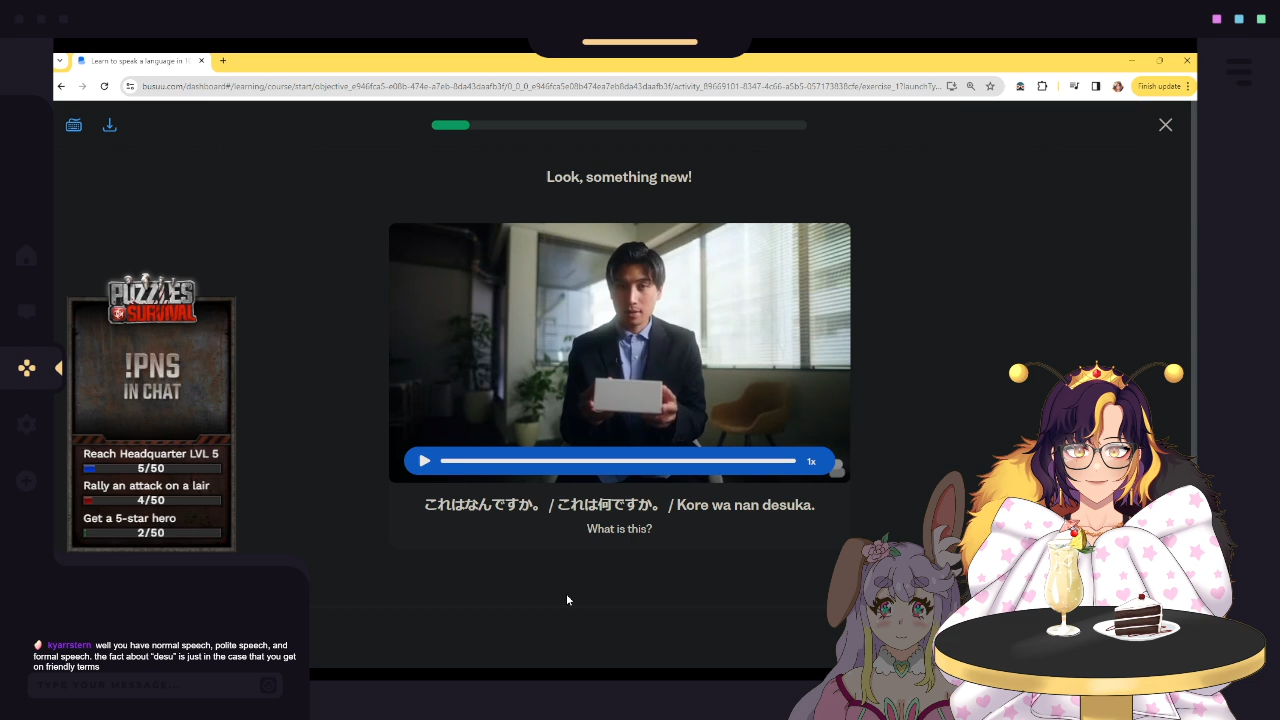 Learn to speak a language in 1
busuu.com/dashboard#/learning/course/start/objective_e946fca5-e08b-474e-a7eb-8da43daafb3f/0_0_0_e946fca5e08b474ea7eb8da43daafb3f/activity_89669101-8347-4c66-a5b5-057173838cfe/exercise_1?launchTy...
Finish update
Look, something new!
PUZZLES
& SURVIVAL
!PNS
IN CHAT
Reach Headquarter LVL 5
5/50
Rally an attack on a lair
4/50
Get a 5-star hero
2/50
1x
これはなんですか。 / これは何ですか。 / Kore wa nan desuka.
What is this?
kyarrstern well you have normal speech, polite speech, and
formal speech. the fact about "desu" is just in the case that you get
on friendly terms
TYPE YOUR MESSAGE...